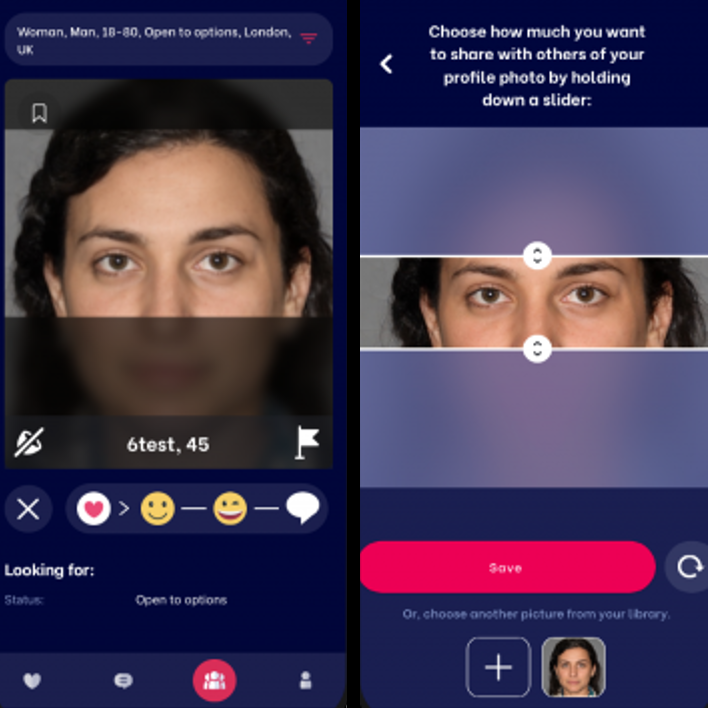 Woman, Man, 18-80, Open to options, London,
UK
6test, 45
Looking for:
Status: Open to options
Choose how much you want
to share with others of your
profile photo by holding
down a slider:
Save
Or, choose another picture from your library.